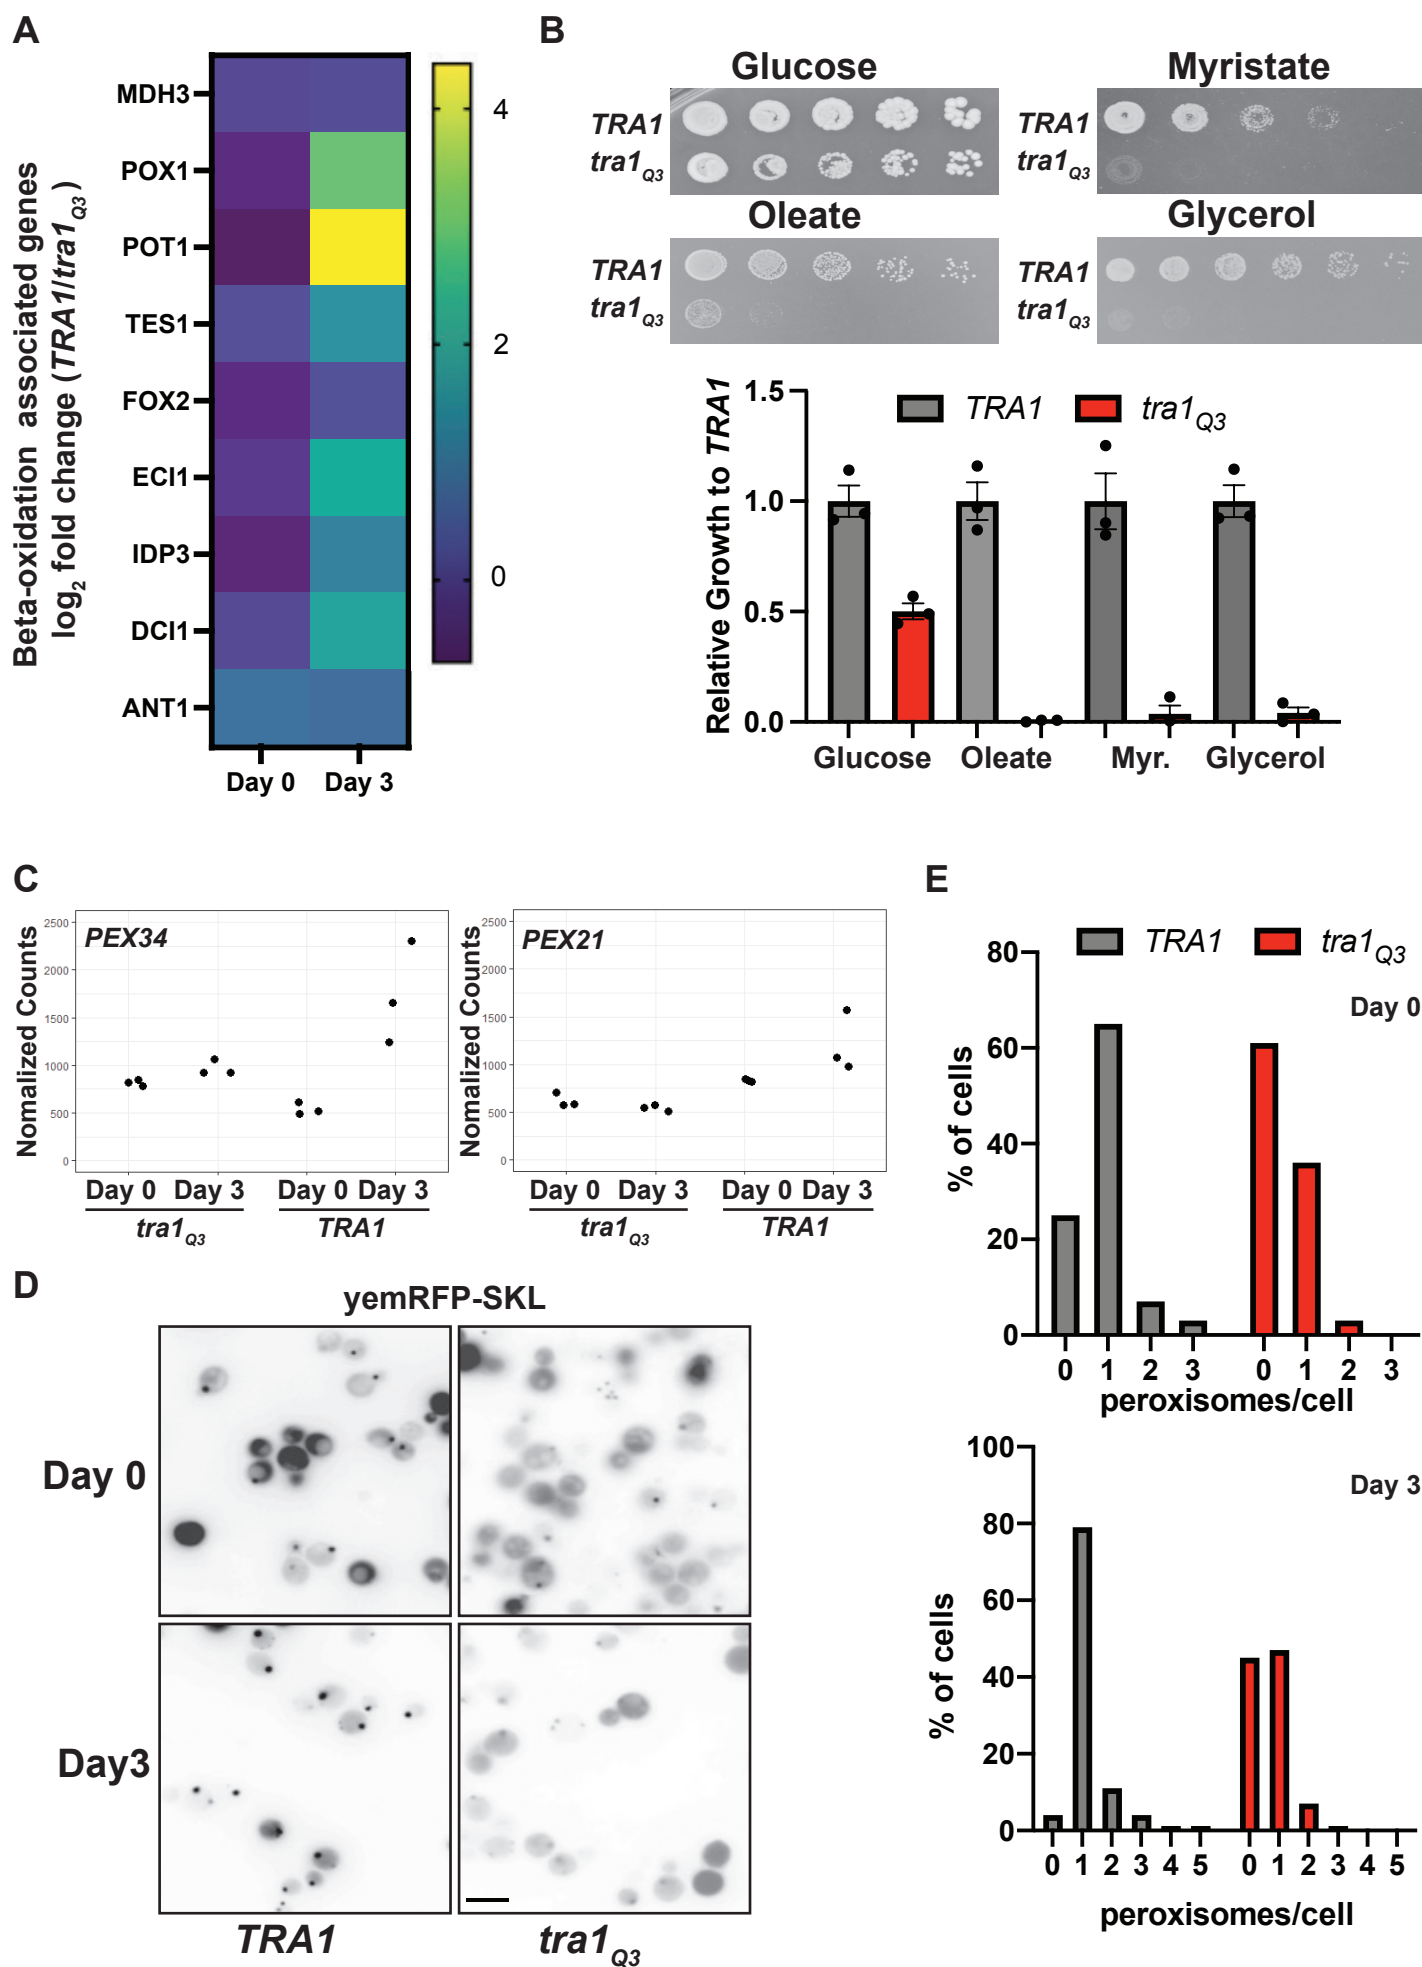 A
Beta-oxidation associated genes
log2 fold change (TRA1/tra1Q3)
MDH3
POX1
POT1
TES1
FOX2
ECI1
IDP3
DCI1
ANT1
Day 0 Day 3
4
2
0
B
Glucose
TRA1
tra1Q3
Myristate
TRA1
tra1Q3
Oleate
TRA1
tra1Q3
Glycerol
TRA1
tra1Q3
Relative Growth to TRA1
1.5
1.0
0.5
0.0
TRA1 tra1Q3
Glucose Oleate Myr. Glycerol
C
Nomalized Counts
PEX34
2500
2000
1500
1000
500
0
Day 0 Day 3 Day 0 Day 3
tra1Q3 TRA1
Nomalized Counts
PEX21
2500
2000
1500
1000
500
0
Day 0 Day 3 Day 0 Day 3
tra1Q3 TRA1
D
yemRFP-SKL
Day 0
Day3
TRA1 tra1Q3
E
TRA1 tra1Q3
Day 0
% of cells
80
60
40
20
0
0 1 2 3 0 1 2 3
peroxisomes/cell
Day 3
% of cells
100
80
60
40
20
0
0 1 2 3 4 5 0 1 2 3 4 5
peroxisomes/cell